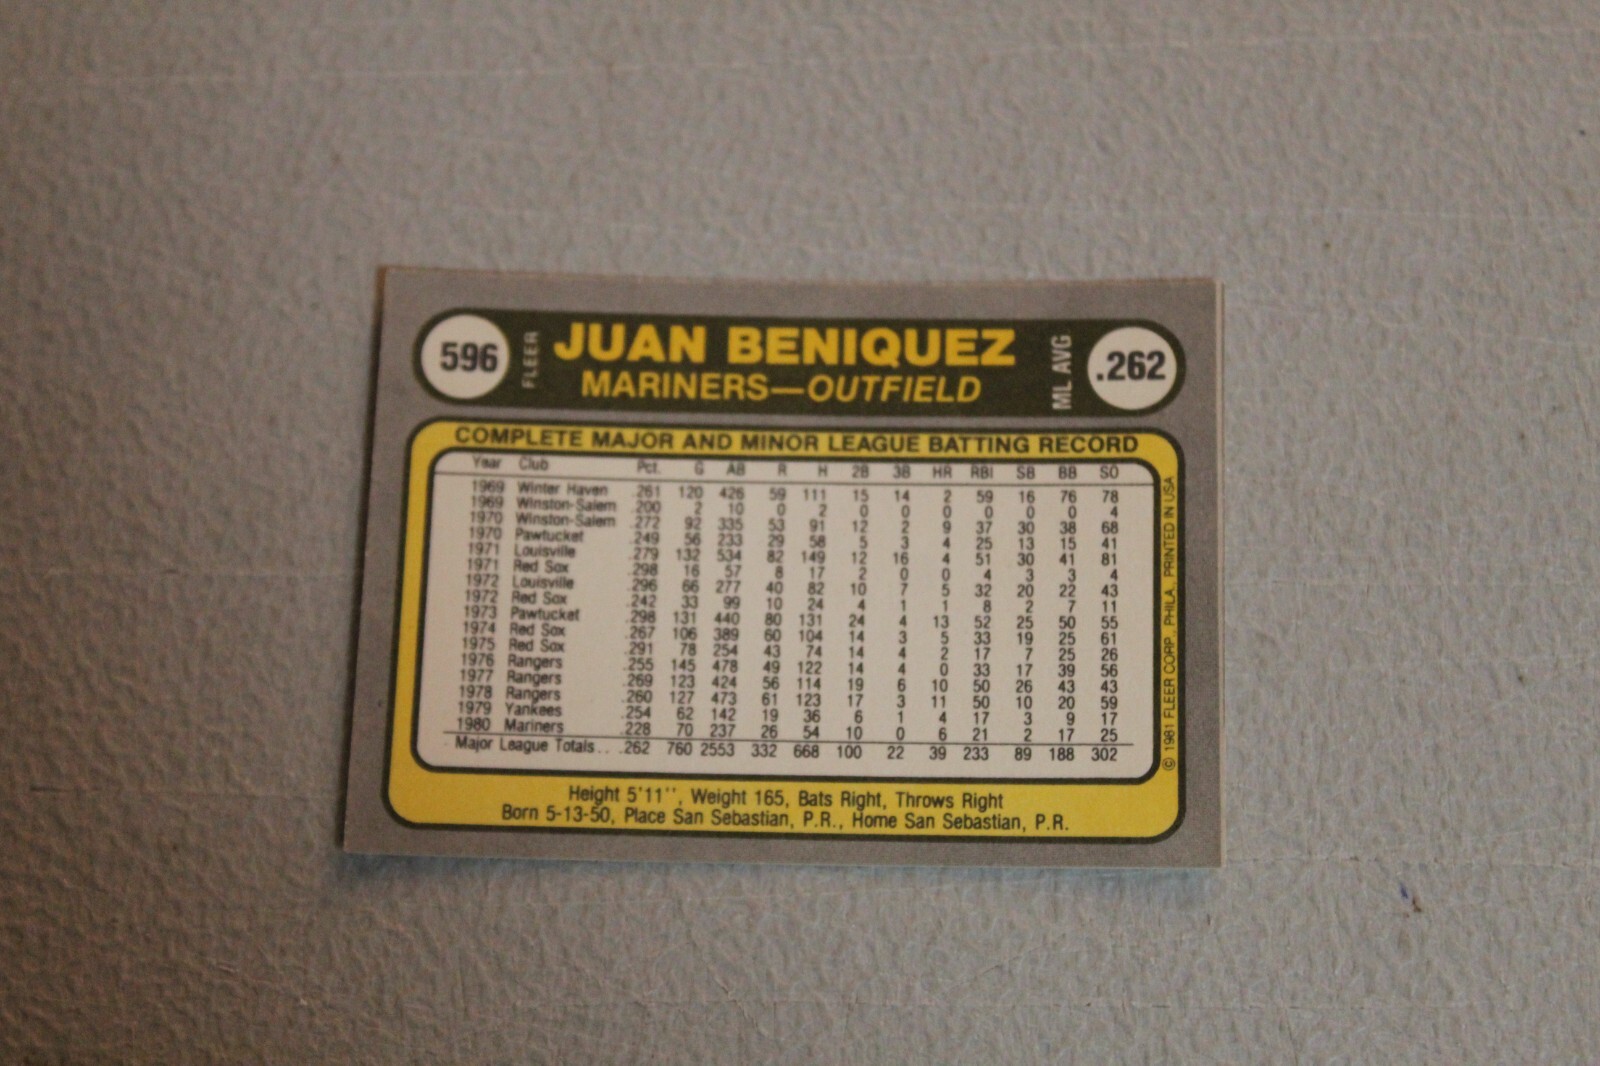 596 FLEER JUAN BENIQUEZ ML AVG .262
MARINERS—OUTFIELD
COMPLETE MAJOR AND MINOR LEAGUE BATTING RECORD
Year Club Pct. G AB R H 2B 3B HR RBI SB BB SO
1969 Winter Haven .261 120 426 59 111 15 14 2 59 16 76 78
1969 Winston-Salem .200 2 10 0 2 0 0 0 0 0 0 4
1970 Winston-Salem .272 92 335 53 91 12 2 9 37 30 38 68
1970 Pawtucket .249 56 233 29 58 5 3 4 25 13 15 41
1971 Louisville .279 132 534 82 149 12 16 4 51 30 41 81
1971 Red Sox .298 16 57 8 17 2 0 0 4 3 3 4
1972 Louisville .296 66 277 40 82 10 7 5 32 20 22 43
1972 Red Sox .242 33 99 10 24 4 1 1 8 2 7 11
1973 Pawtucket .298 131 440 80 131 24 4 13 52 25 50 55
1974 Red Sox .267 106 389 60 104 14 3 5 33 19 25 61
1975 Red Sox .291 78 254 43 74 14 4 2 17 7 25 26
1976 Rangers .255 145 478 49 122 14 4 0 33 17 39 56
1977 Rangers .269 123 424 56 114 19 6 10 50 26 43 43
1978 Rangers .260 127 473 61 123 17 3 11 50 10 20 59
1979 Yankees .254 62 142 19 36 6 1 4 17 3 9 17
1980 Mariners .228 70 237 26 54 10 0 6 21 2 17 25
Major League Totals... .262 760 2553 332 668 100 22 39 233 89 188 302
© 1981 FLEER CORP., PHILA., PRINTED IN USA
Height 5'11'', Weight 165, Bats Right, Throws Right
Born 5-13-50, Place San Sebastian, P.R., Home San Sebastian, P.R.